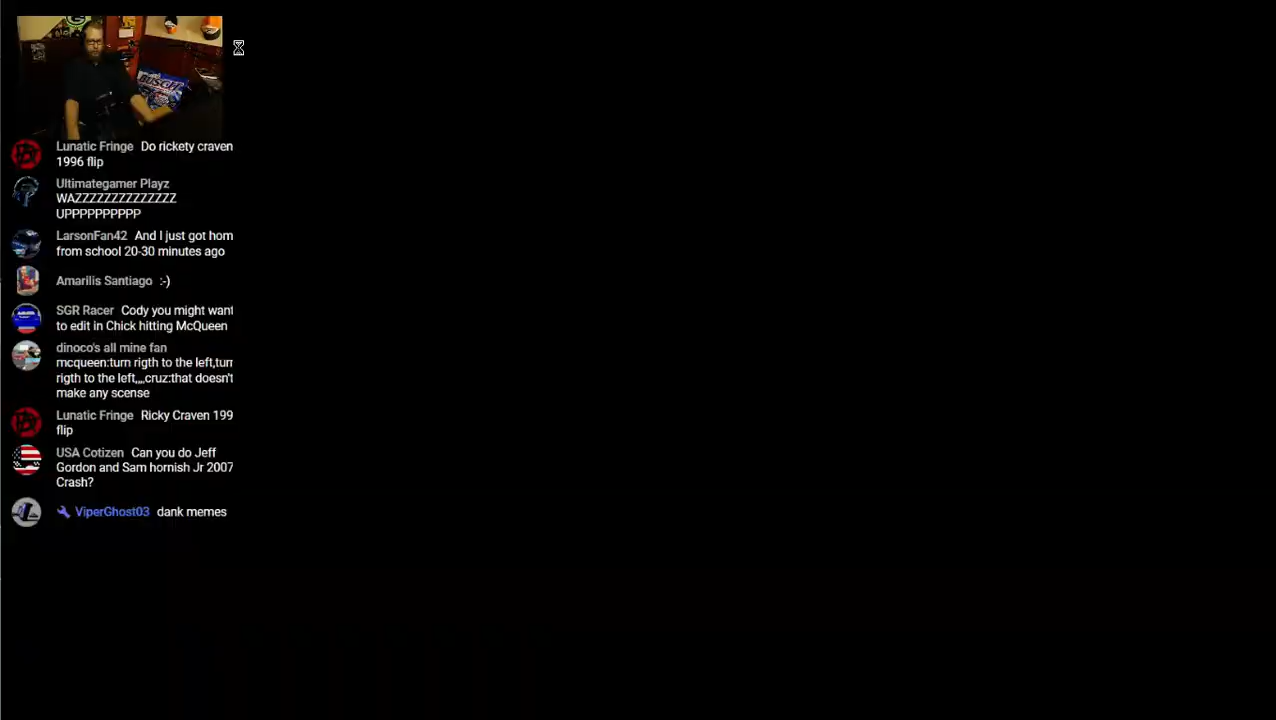 BUSCH
Lunatic Fringe Do rickety craven
1996 flip
Ultimategamer Playz
WAZZZZZZZZZZZZZZ
UPPPPPPPPPP
LarsonFan42 And I just got hom
from school 20-30 minutes ago
Amarilis Santiago :-)
SGR Racer Cody you might want
to edit in Chick hitting McQueen
dinoco's all mine fan
mcqueen:turn rigth to the left,turn
rigth to the left,,,,cruz:that doesn't
make any scense
Lunatic Fringe Ricky Craven 199
flip
USA Cotizen Can you do Jeff
Gordon and Sam hornish Jr 2007
Crash?
ViperGhost03 dank memes